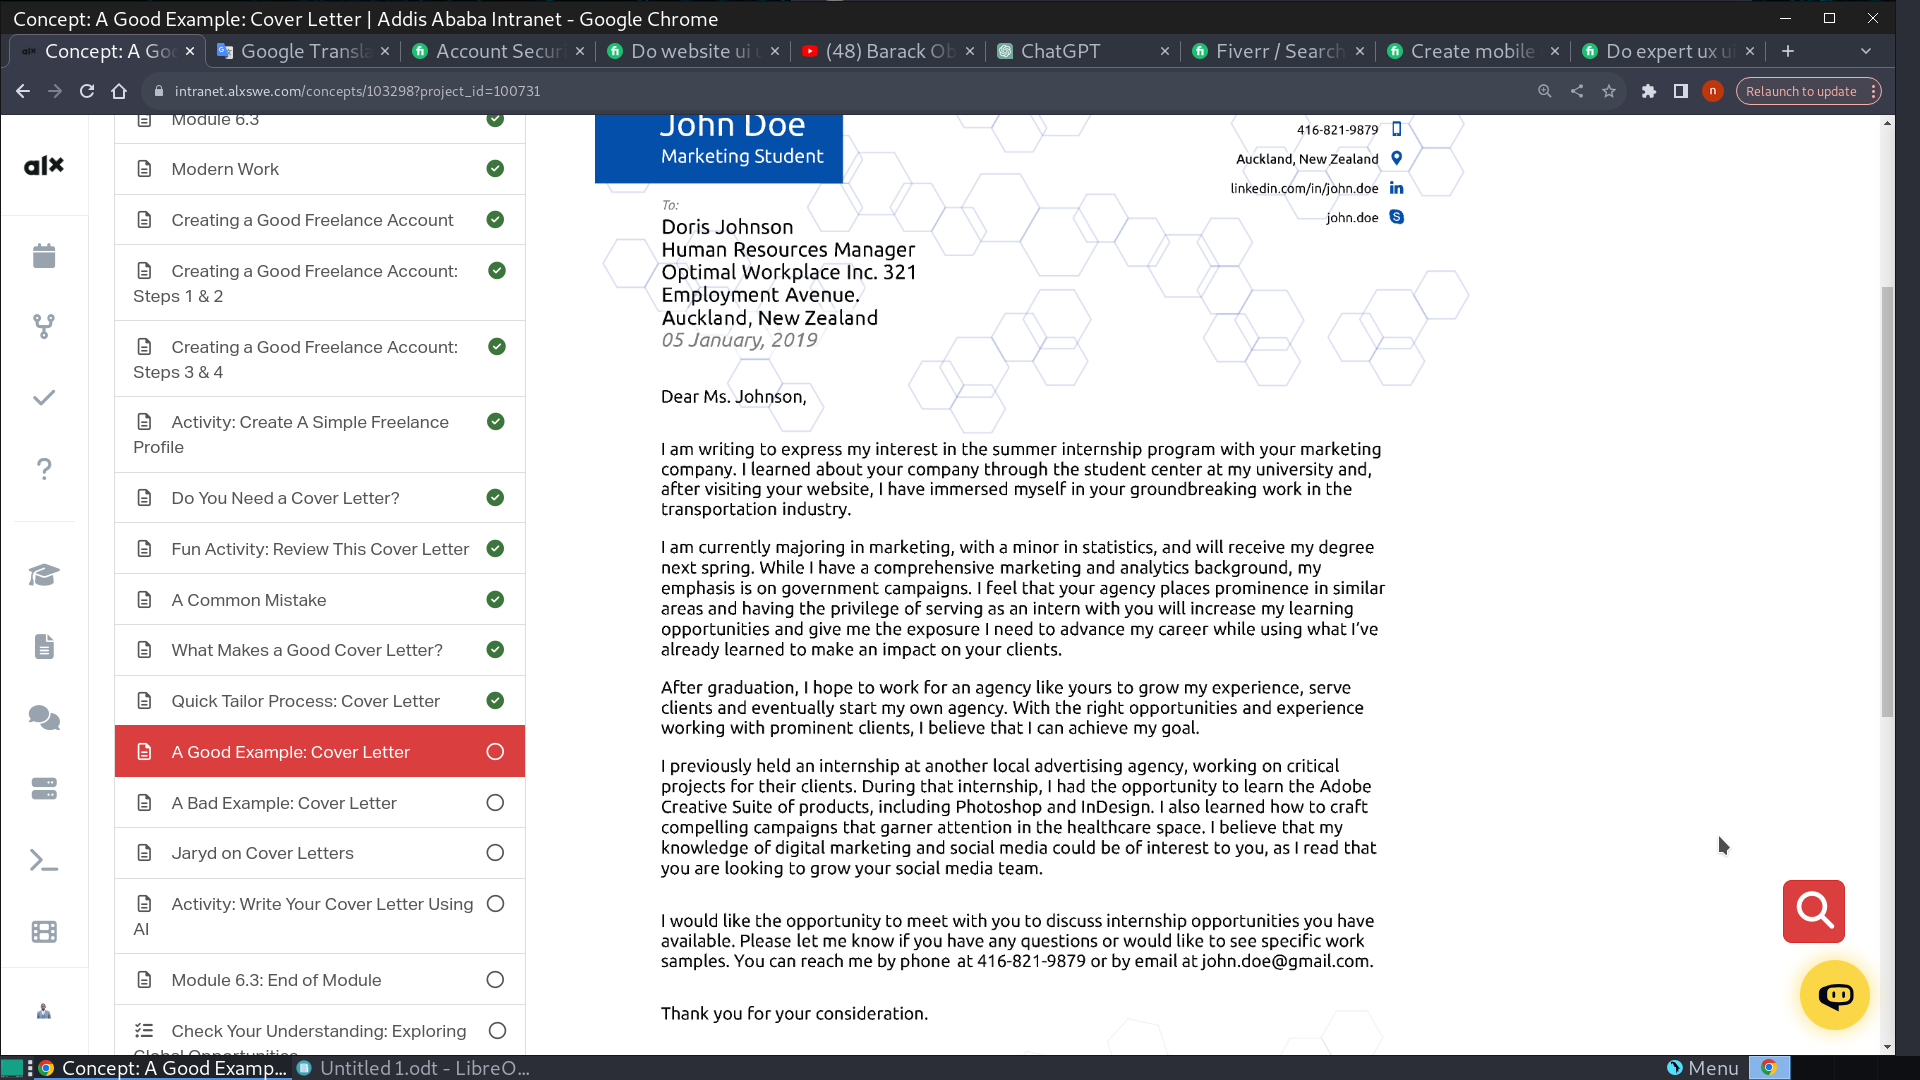 Concept: A Good Example: Cover Letter | Addis Ababa Intranet - Google Chrome
Concept: A Goo
Google Transla
Account Securi
Do website ui u
(48) Barack Ob
ChatGPT
Fiverr / Search
Create mobile
Do expert ux ui
intranet.alxswe.com/concepts/103298?project_id=100731
n
Relaunch to update
alx
Module 6.3
Modern Work
Creating a Good Freelance Account
Creating a Good Freelance Account:
Steps 1 & 2
Creating a Good Freelance Account:
Steps 3 & 4
Activity: Create A Simple Freelance
Profile
Do You Need a Cover Letter?
Fun Activity: Review This Cover Letter
A Common Mistake
What Makes a Good Cover Letter?
Quick Tailor Process: Cover Letter
A Good Example: Cover Letter
A Bad Example: Cover Letter
Jaryd on Cover Letters
Activity: Write Your Cover Letter Using
AI
Module 6.3: End of Module
Check Your Understanding: Exploring
Global Opportunities
John Doe
Marketing Student
416-821-9879
Auckland, New Zealand
linkedin.com/in/john.doe
john.doe
To:
Doris Johnson
Human Resources Manager
Optimal Workplace Inc. 321
Employment Avenue.
Auckland, New Zealand
05 January, 2019
Dear Ms. Johnson,
I am writing to express my interest in the summer internship program with your marketing
company. I learned about your company through the student center at my university and,
after visiting your website, I have immersed myself in your groundbreaking work in the
transportation industry.
I am currently majoring in marketing, with a minor in statistics, and will receive my degree
next spring. While I have a comprehensive marketing and analytics background, my
emphasis is on government campaigns. I feel that your agency places prominence in similar
areas and having the privilege of serving as an intern with you will increase my learning
opportunities and give me the exposure I need to advance my career while using what I've
already learned to make an impact on your clients.
After graduation, I hope to work for an agency like yours to grow my experience, serve
clients and eventually start my own agency. With the right opportunities and experience
working with prominent clients, I believe that I can achieve my goal.
I previously held an internship at another local advertising agency, working on critical
projects for their clients. During that internship, I had the opportunity to learn the Adobe
Creative Suite of products, including Photoshop and InDesign. I also learned how to craft
compelling campaigns that garner attention in the healthcare space. I believe that my
knowledge of digital marketing and social media could be of interest to you, as I read that
you are looking to grow your social media team.
I would like the opportunity to meet with you to discuss internship opportunities you have
available. Please let me know if you have any questions or would like to see specific work
samples. You can reach me by phone at 416-821-9879 or by email at john.doe@gmail.com.
Thank you for your consideration.
Concept: A Good Examp...
Untitled 1.odt - LibreO...
Menu